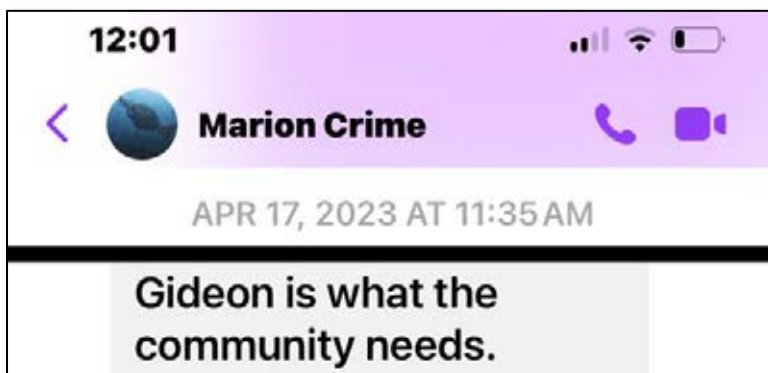 12:01
Marion Crime
APR 17, 2023 AT 11:35 AM
Gideon is what the
community needs.